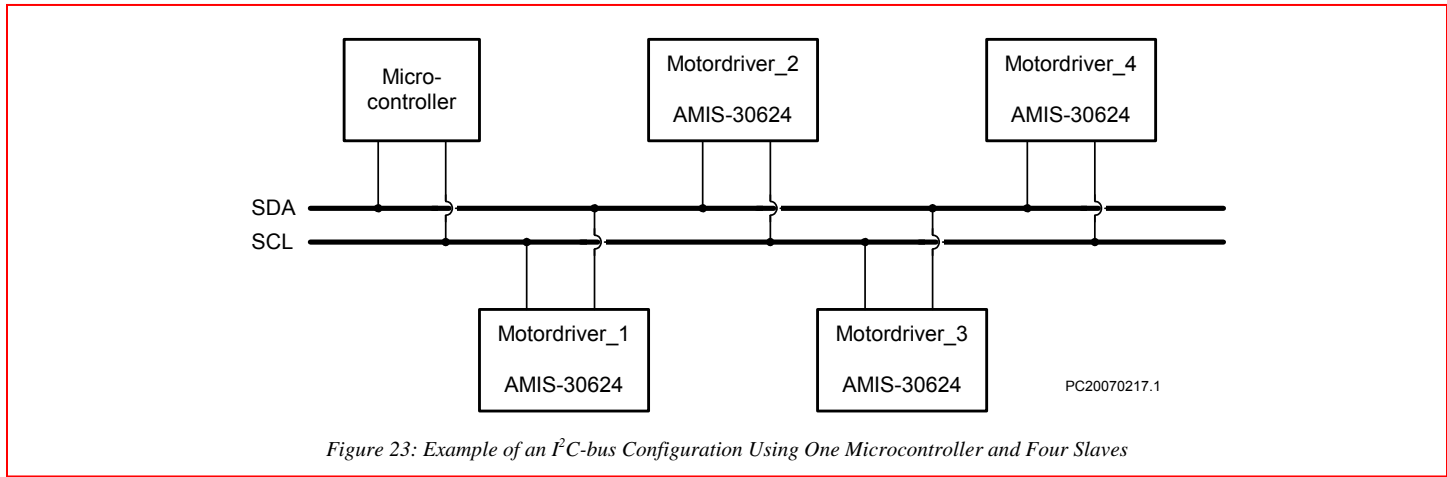 Micro-
controller
Motordriver_2
AMIS-30624
Motordriver_4
AMIS-30624
SDA
SCL
Motordriver_1
AMIS-30624
Motordriver_3
AMIS-30624
PC20070217.1
Figure 23: Example of an I²C-bus Configuration Using One Microcontroller and Four Slaves